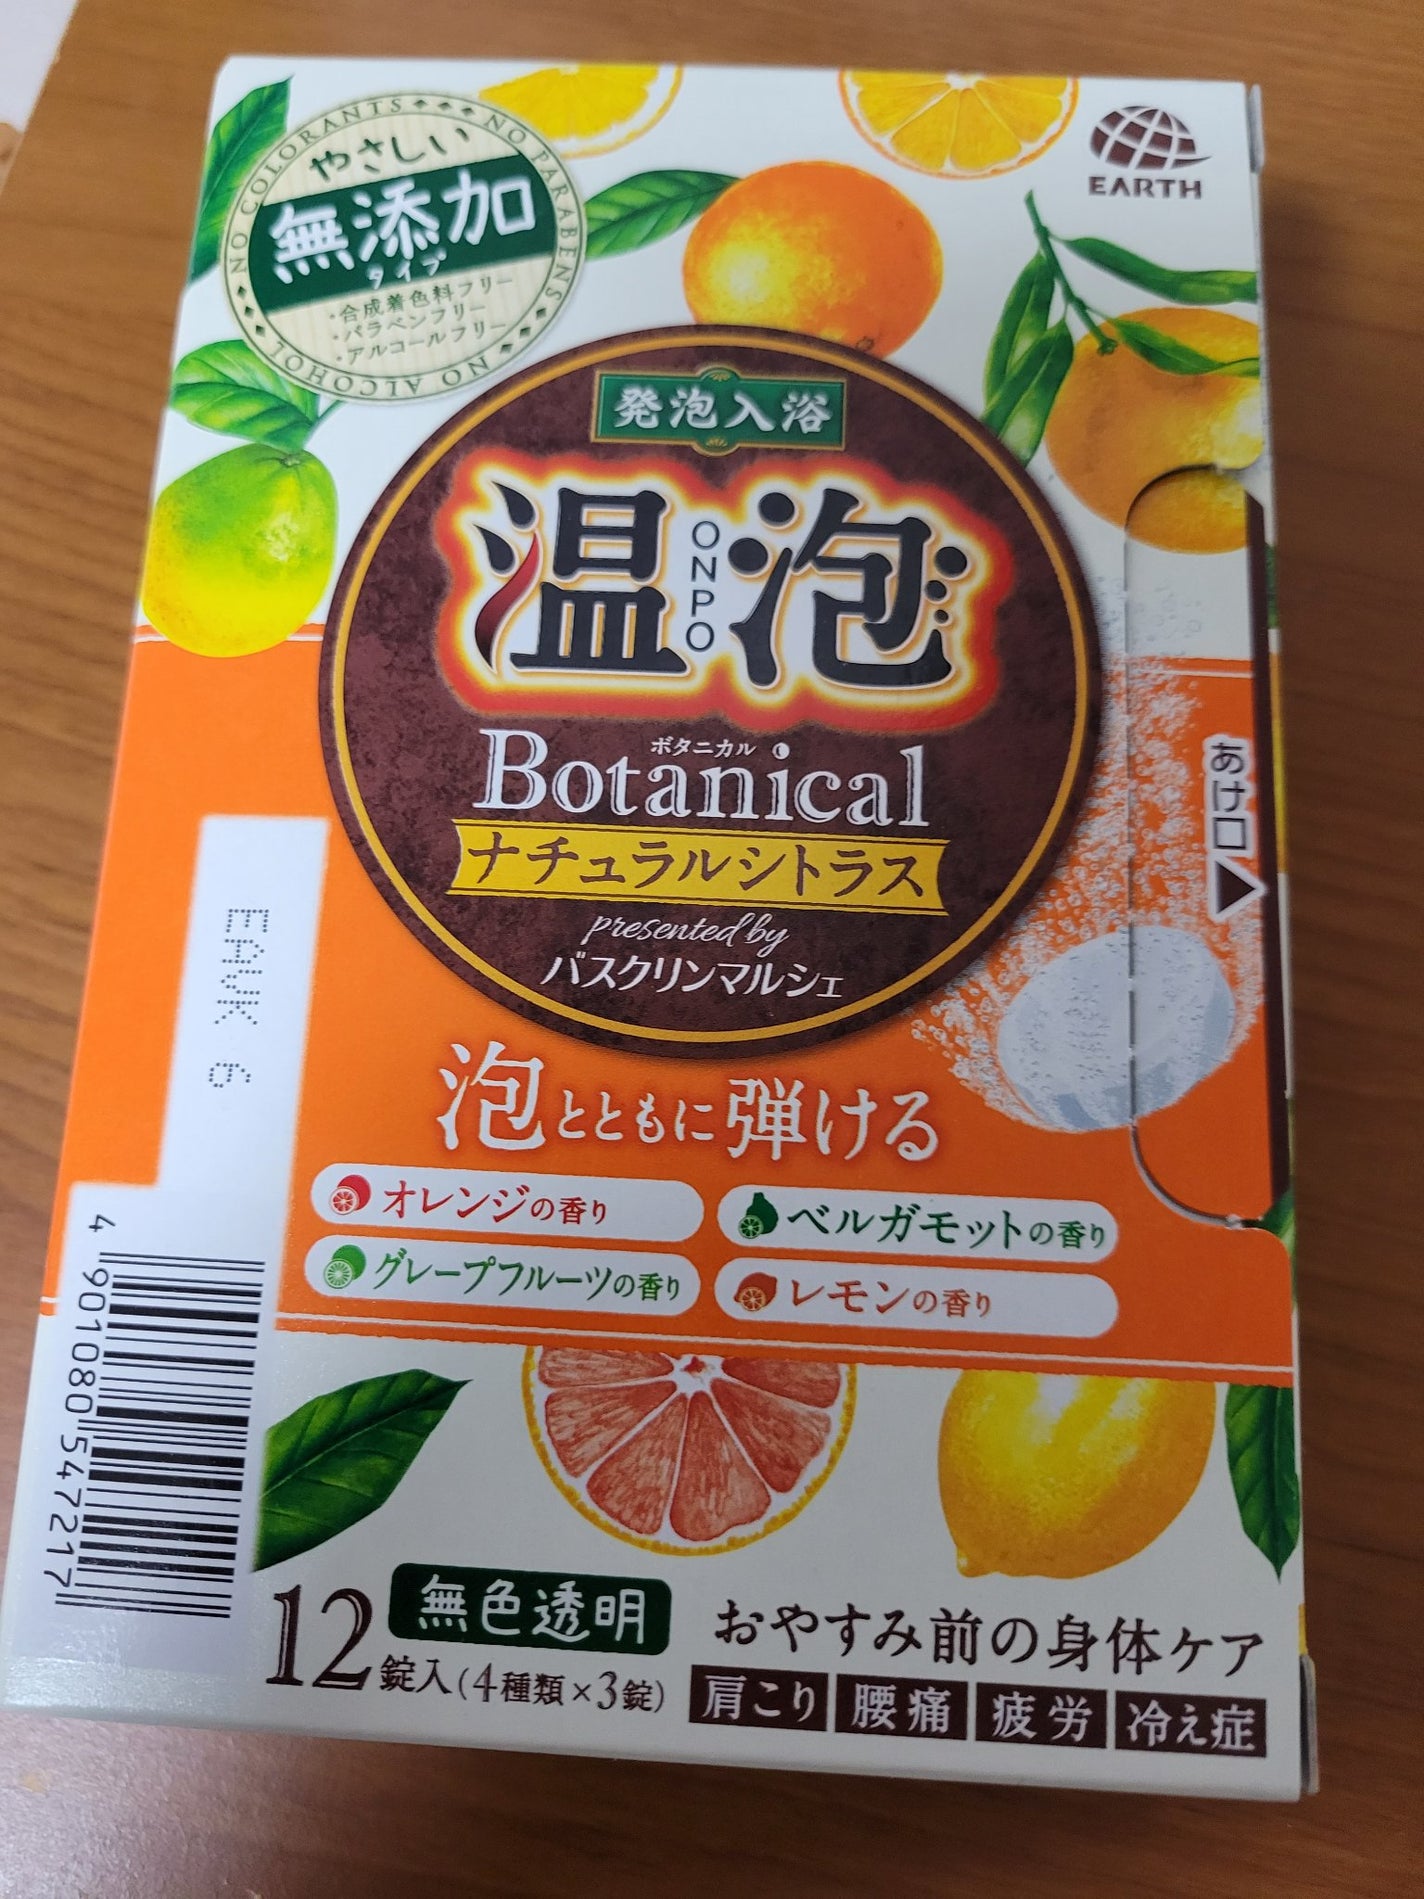 NO COLORANTS
NO PARABENS
NO ALCOHOL
やさしい
無添加
タイプ
・合成着色料フリー
・パラベンフリー
・アルコールフリー
EARTH
発泡入浴
温泡
ONPO
ボタニカル
Botanical
ナチュラルシトラス
presented by
バスクリンマルシェ
あけ口
EAVK 6
泡とともに弾ける
オレンジの香り
ベルガモットの香り
グレープフルーツの香り
レモンの香り
4 901080 547217
無色透明
12錠入(4種類×3錠)
おやすみ前の身体ケア
肩こり 腰痛 疲労 冷え症